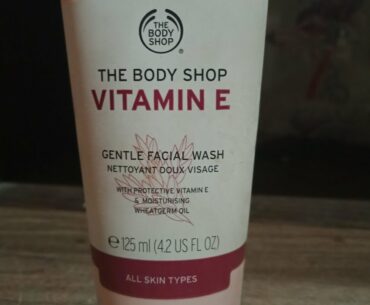 THE
BODY
SHOP
®
THE BODY SHOP
VITAMIN E
GENTLE FACIAL WASH
NETTOYANT DOUX VISAGE
WITH PROTECTIVE VITAMIN E
& MOISTURISING
WHEATGERM OIL
℮ 125 ml (4.2 US FL OZ)
ALL SKIN TYPES